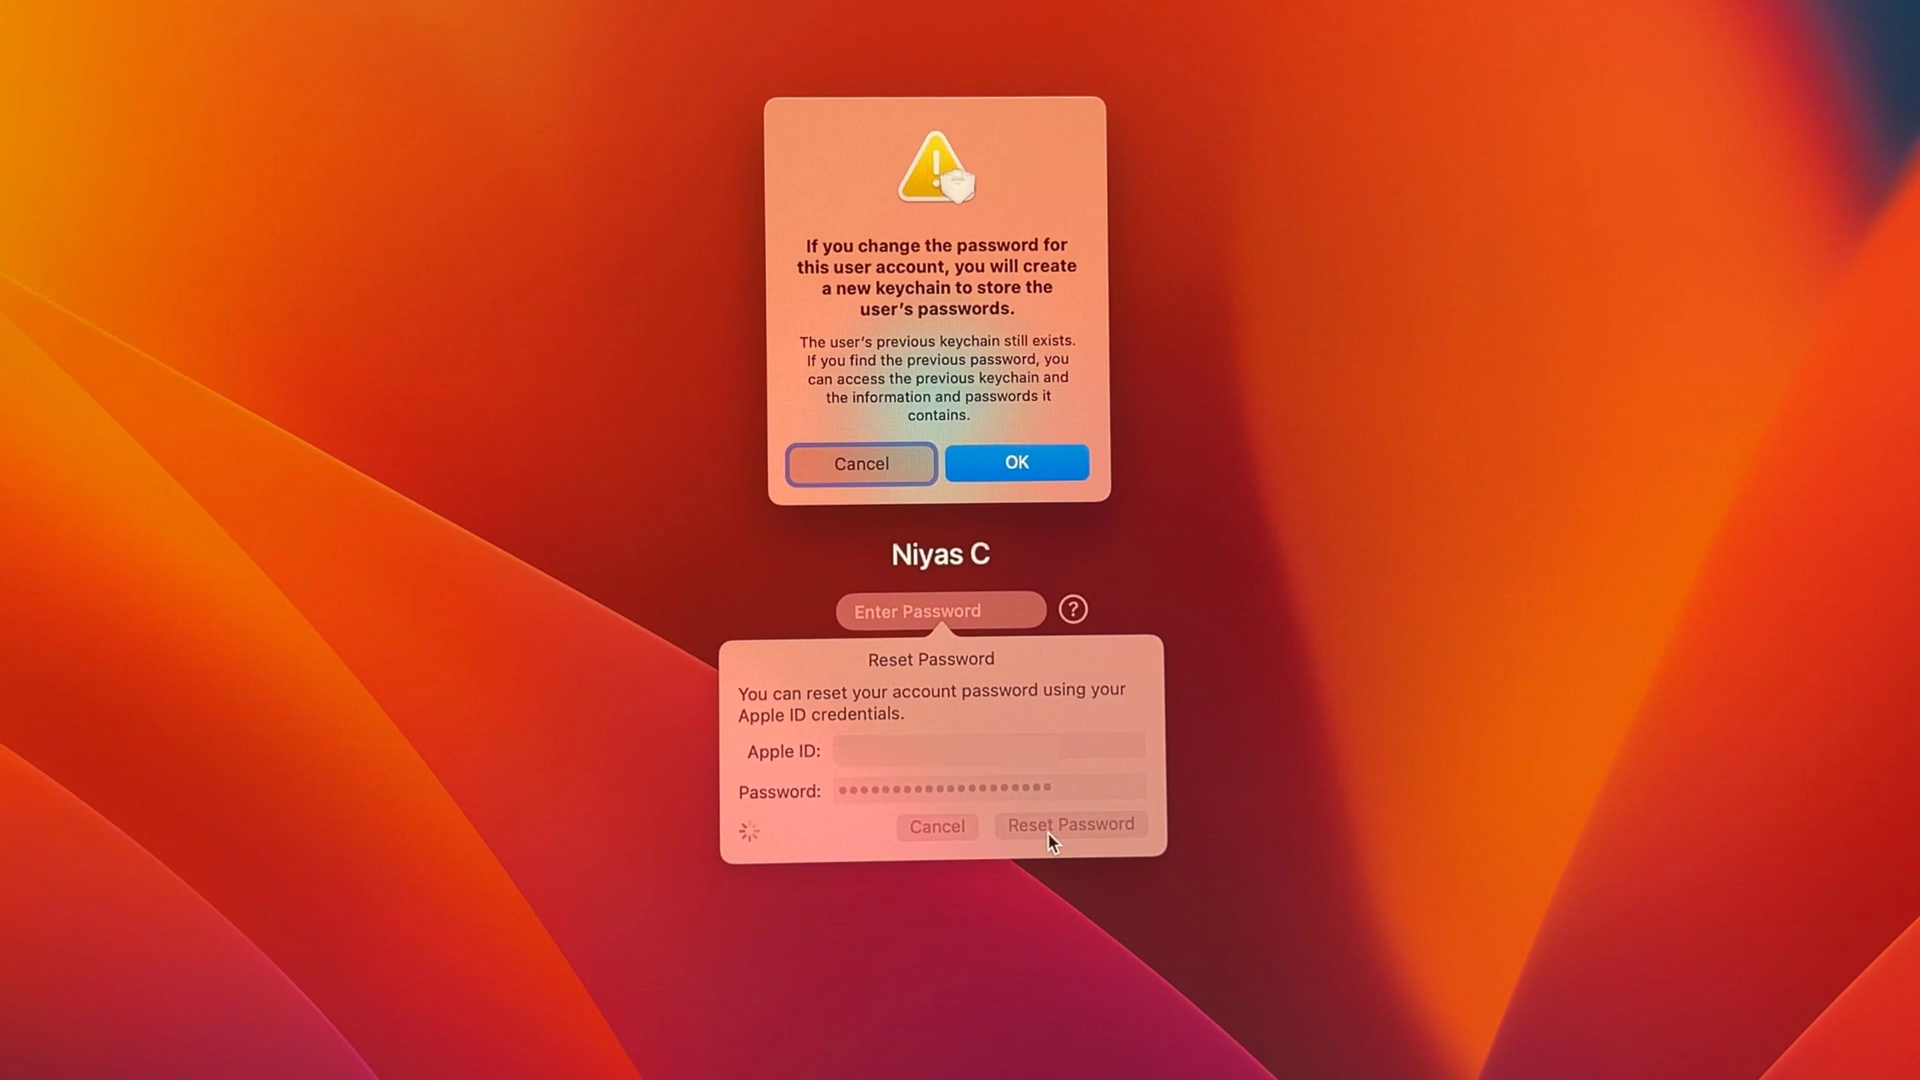 If you change the password for
this user account, you will create
a new keychain to store the
user's passwords.
The user's previous keychain still exists.
If you find the previous password, you
can access the previous keychain and
the information and passwords it
contains.
Cancel
OK
Niyas C
Enter Password
?
Reset Password
You can reset your account password using your
Apple ID credentials.
Apple ID:
Password: ••••••••••••••••••••
Cancel
Reset Password